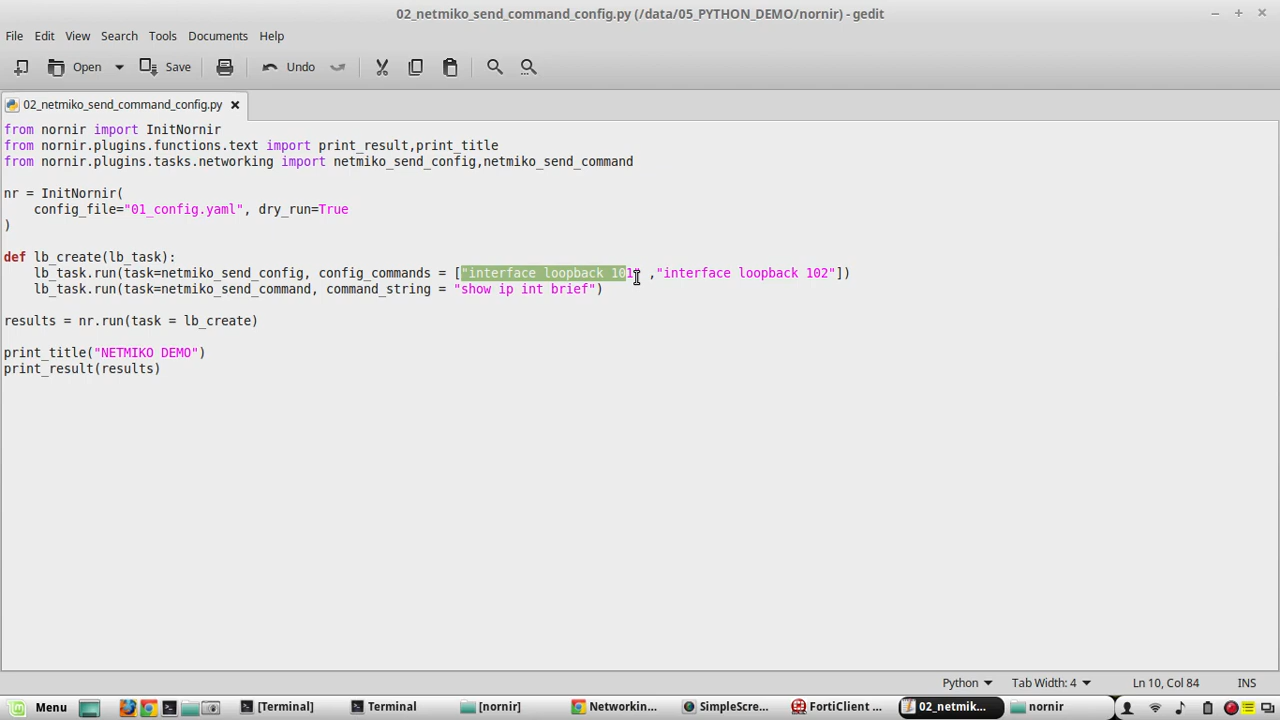 02_netmiko_send_command_config.py (/data/05_PYTHON_DEMO/nornir) - gedit
File Edit View Search Tools Documents Help
Open Save Undo
02_netmiko_send_command_config.py
from nornir import InitNornir
from nornir.plugins.functions.text import print_result,print_title
from nornir.plugins.tasks.networking import netmiko_send_config,netmiko_send_command
nr = InitNornir(
config_file="01_config.yaml", dry_run=True
)
def lb_create(lb_task):
lb_task.run(task=netmiko_send_config, config_commands = ["interface loopback 101" ,"interface loopback 102"])
lb_task.run(task=netmiko_send_command, command_string = "show ip int brief")
results = nr.run(task = lb_create)
print_title("NETMIKO DEMO")
print_result(results)
Python Tab Width: 4 Ln 10, Col 84 INS
Menu [Terminal] Terminal [nornir] Networkin... SimpleScre... FortiClient ... 02_netmik... nornir